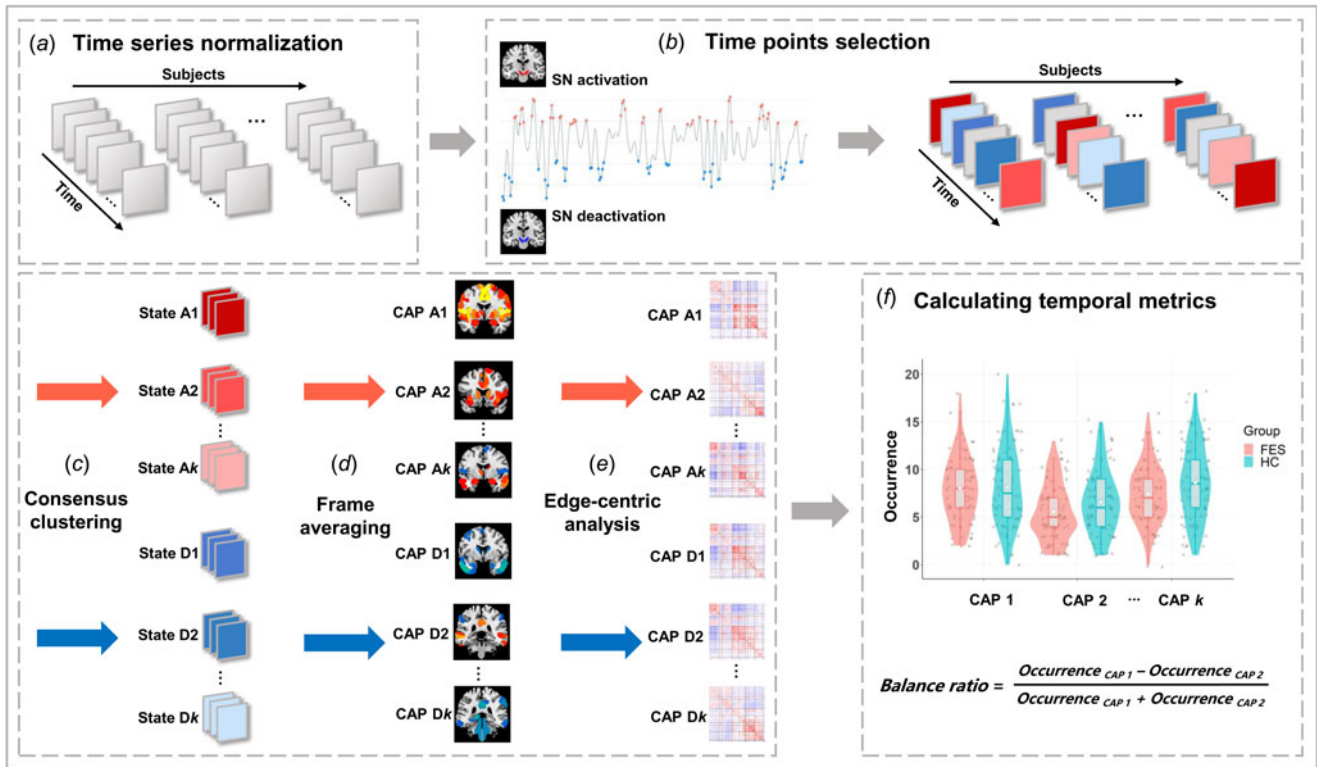 (a) Time series normalization
Subjects
...
...
...
...
Time
(b) Time points selection
SN activation
SN deactivation
Subjects
...
...
...
...
Time
State A1
State A2
...
State Ak
(c)
Consensus
clustering
State D1
State D2
...
State Dk
CAP A1
CAP A2
...
CAP Ak
(d)
Frame
averaging
CAP D1
CAP D2
...
CAP Dk
CAP A1
CAP A2
...
CAP Ak
(e)
Edge-centric
analysis
CAP D1
CAP D2
...
CAP Dk
(f) Calculating temporal metrics
20
15
10
5
0
Occurrence
Group
FES
HC
CAP 1 CAP 2 ... CAP k
Balance ratio = Occurrence CAP 1 – Occurrence CAP 2
Occurrence CAP 1 + Occurrence CAP 2